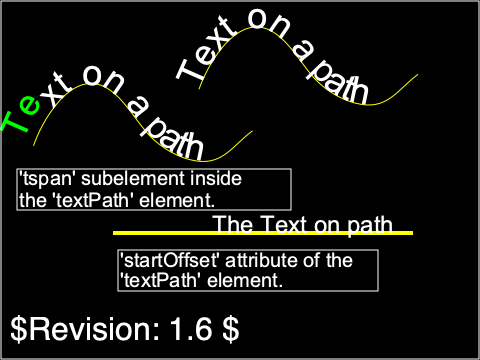 Text on a path
Text on a path
'tspan' subelement inside
the 'textPath' element.
The Text on path
'startOffset' attribute of the
'textPath' element.
$Revision: 1.6 $